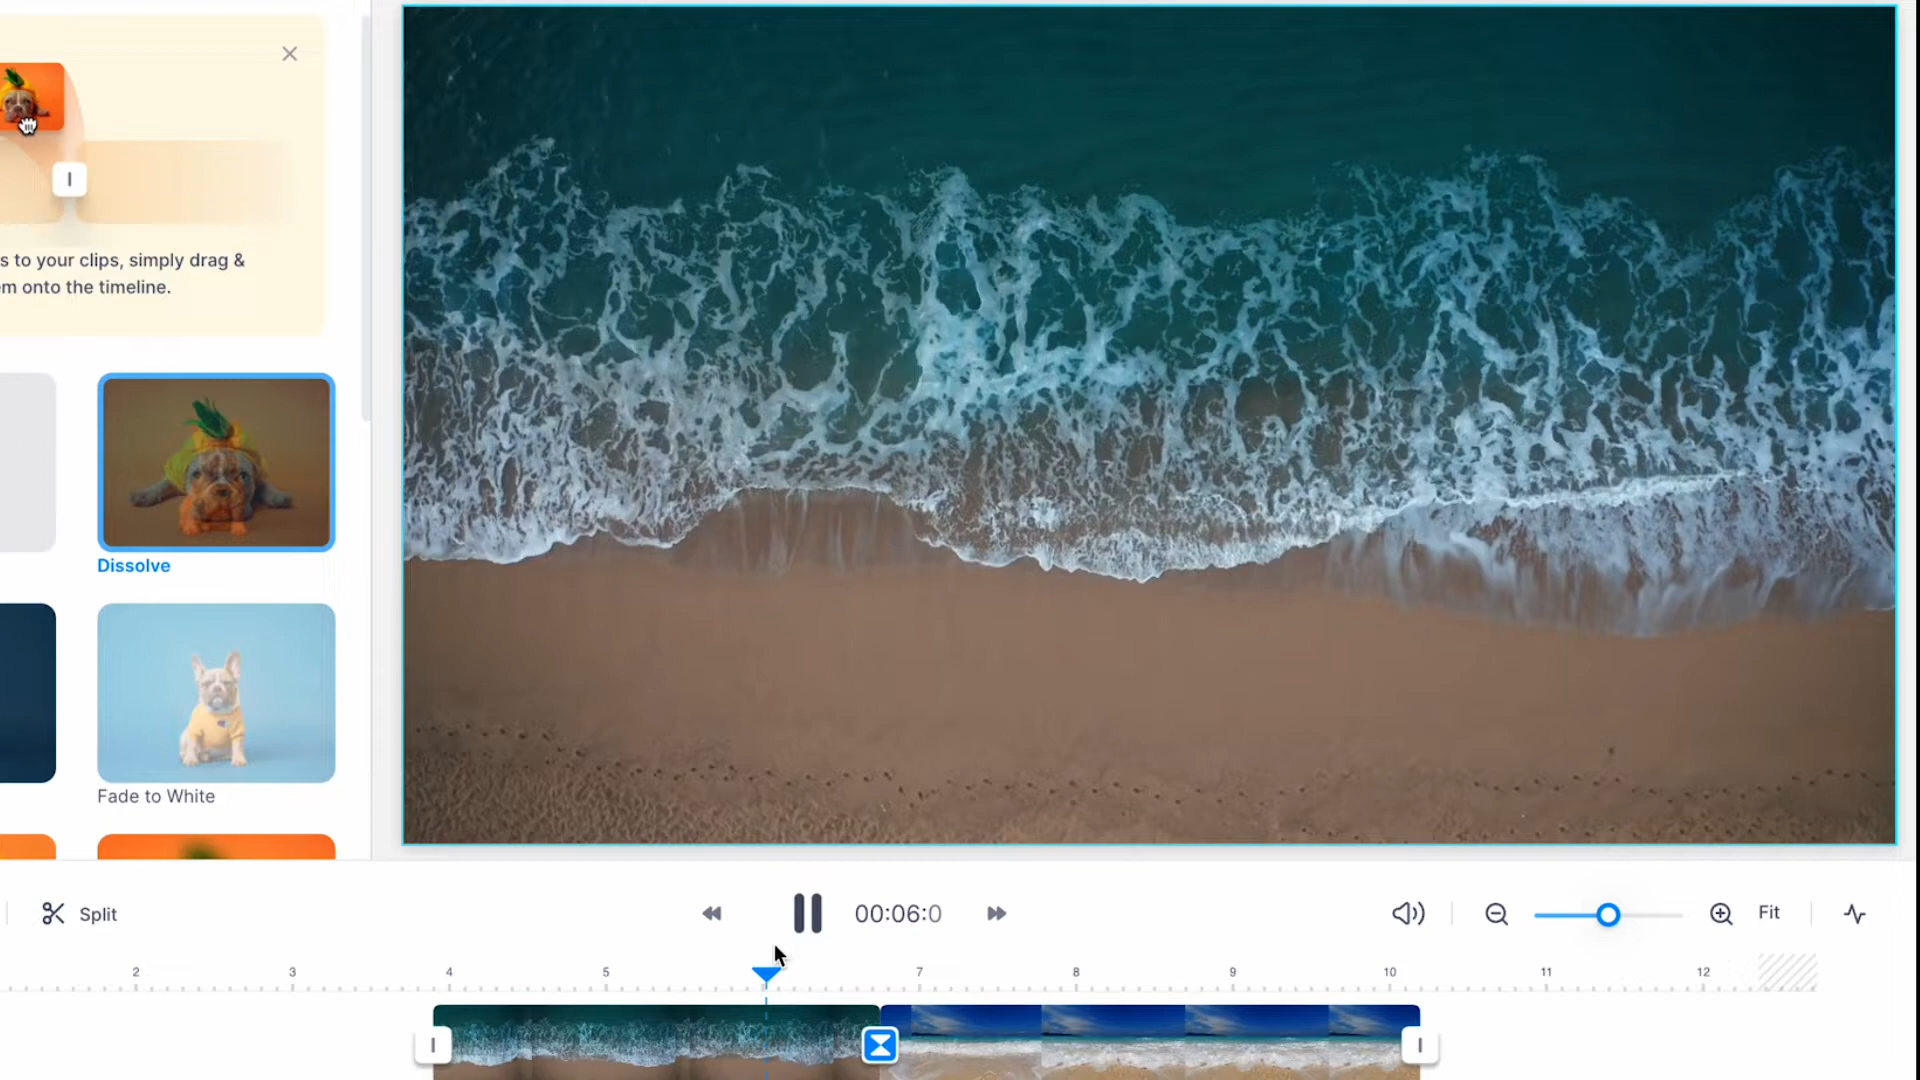 s to your clips, simply drag &
m onto the timeline.
Dissolve
Fade to White
Split
00:06:0
Fit
2 3 4 5 7 8 9 10 11 12